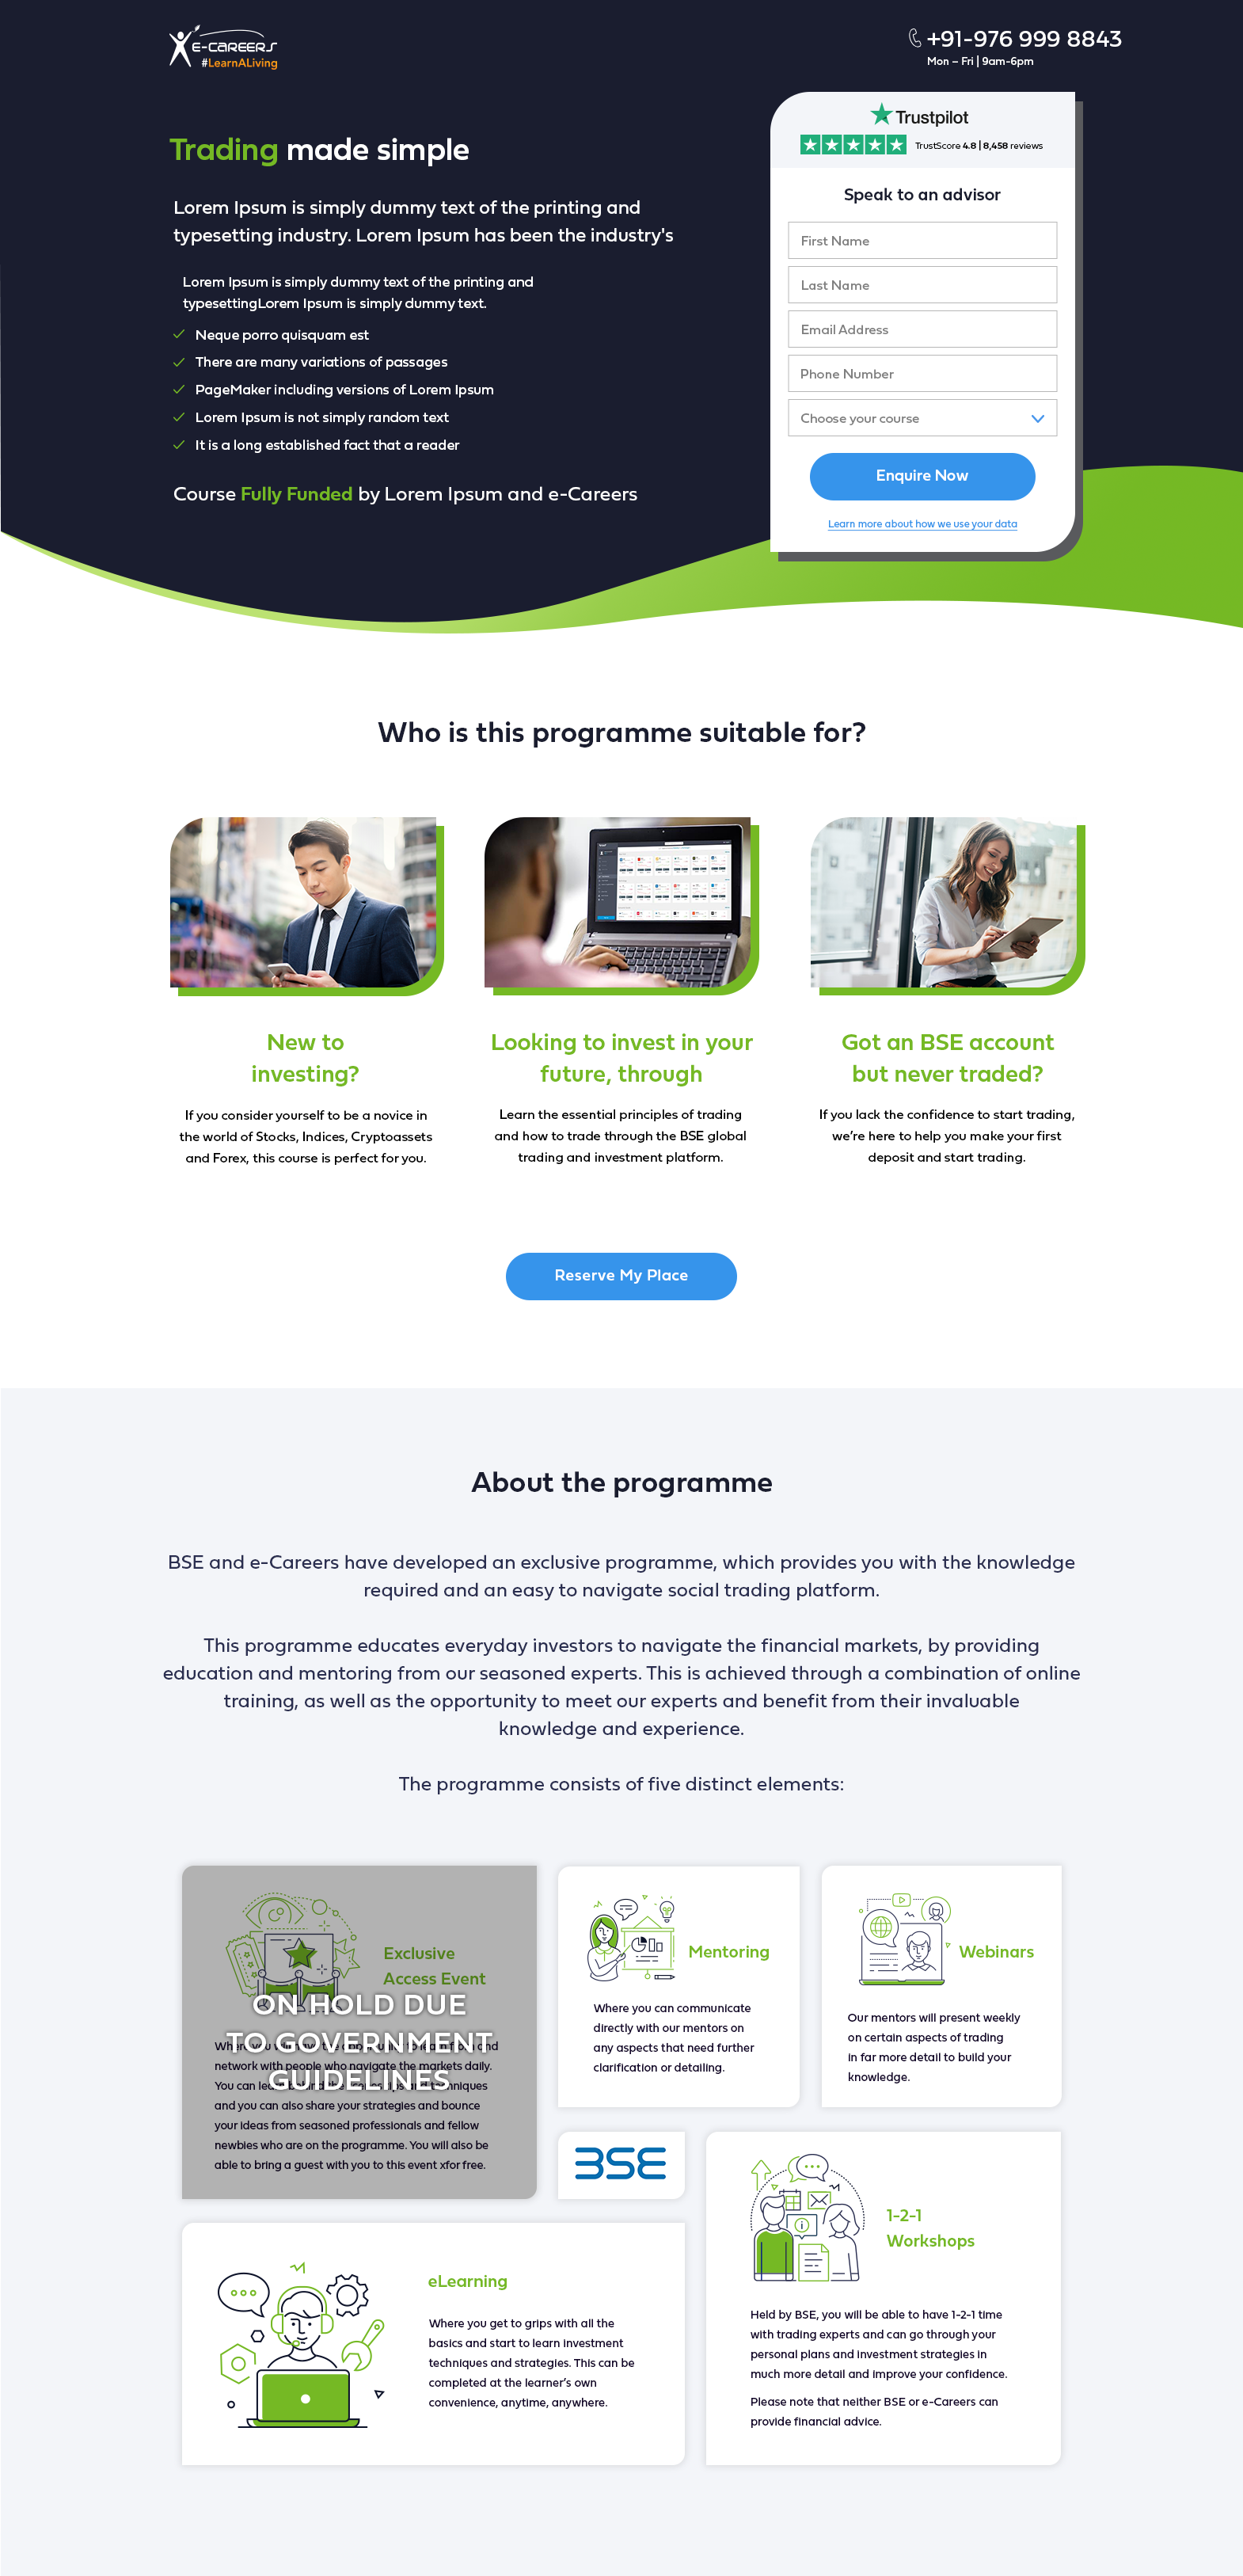 E-CAREERS
#LearnALiving
+91-976 999 8843
Mon – Fri | 9am-6pm
Trading made simple
Lorem Ipsum is simply dummy text of the printing and
typesetting industry. Lorem Ipsum has been the industry's
Lorem Ipsum is simply dummy text of the printing and
typesettingLorem Ipsum is simply dummy text.
Neque porro quisquam est
There are many variations of passages
PageMaker including versions of Lorem Ipsum
Lorem Ipsum is not simply random text
It is a long established fact that a reader
Course Fully Funded by Lorem Ipsum and e-Careers
Trustpilot
TrustScore 4.8 | 8,458 reviews
Speak to an advisor
First Name
Last Name
Email Address
Phone Number
Choose your course
Enquire Now
Learn more about how we use your data
Who is this programme suitable for?
New to
investing?
If you consider yourself to be a novice in
the world of Stocks, Indices, Cryptoassets
and Forex, this course is perfect for you.
Looking to invest in your
future, through
Learn the essential principles of trading
and how to trade through the BSE global
trading and investment platform.
Got an BSE account
but never traded?
If you lack the confidence to start trading,
we're here to help you make your first
deposit and start trading.
Reserve My Place
About the programme
BSE and e-Careers have developed an exclusive programme, which provides you with the knowledge
required and an easy to navigate social trading platform.
This programme educates everyday investors to navigate the financial markets, by providing
education and mentoring from our seasoned experts. This is achieved through a combination of online
training, as well as the opportunity to meet our experts and benefit from their invaluable
knowledge and experience.
The programme consists of five distinct elements:
Exclusive
Access Event
ON HOLD DUE
TO GOVERNMENT
GUIDELINES
Where you and
network with people who navigate the markets daily.
You can techniques
and you can also share your strategies and bounce
your ideas from seasoned professionals and fellow
newbies who are on the programme. You will also be
able to bring a guest with you to this event xfor free.
Mentoring
Where you can communicate
directly with our mentors on
any aspects that need further
clarification or detailing.
Webinars
Our mentors will present weekly
on certain aspects of trading
in far more detail to build your
knowledge.
BSE
eLearning
Where you get to grips with all the
basics and start to learn investment
techniques and strategies. This can be
completed at the learner's own
convenience, anytime, anywhere.
1-2-1
Workshops
Held by BSE, you will be able to have 1-2-1 time
with trading experts and can go through your
personal plans and investment strategies in
much more detail and improve your confidence.
Please note that neither BSE or e-Careers can
provide financial advice.